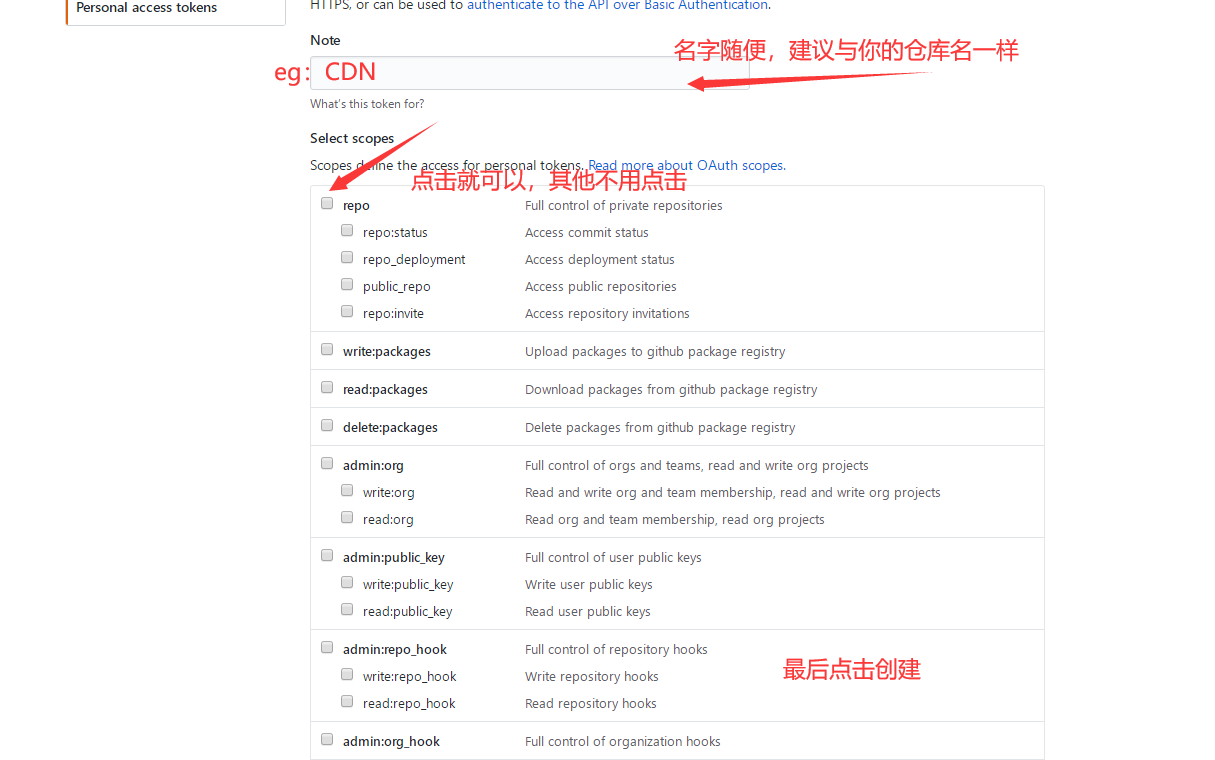 Personal access tokens
HTTPS, or can be used to authenticate to the API over Basic Authentication.
Note
名字随便，建议与你的仓库名一样
eg： CDN
What's this token for?
Select scopes
Scopes define the access for personal tokens. Read more about OAuth scopes.
点击就可以，其他不用点击
repo Full control of private repositories
repo:status Access commit status
repo_deployment Access deployment status
public_repo Access public repositories
repo:invite Access repository invitations
write:packages Upload packages to github package registry
read:packages Download packages from github package registry
delete:packages Delete packages from github package registry
admin:org Full control of orgs and teams, read and write org projects
write:org Read and write org and team membership, read and write org projects
read:org Read org and team membership, read org projects
admin:public_key Full control of user public keys
write:public_key Write user public keys
read:public_key Read user public keys
admin:repo_hook Full control of repository hooks
最后点击创建
write:repo_hook Write repository hooks
read:repo_hook Read repository hooks
admin:org_hook Full control of organization hooks